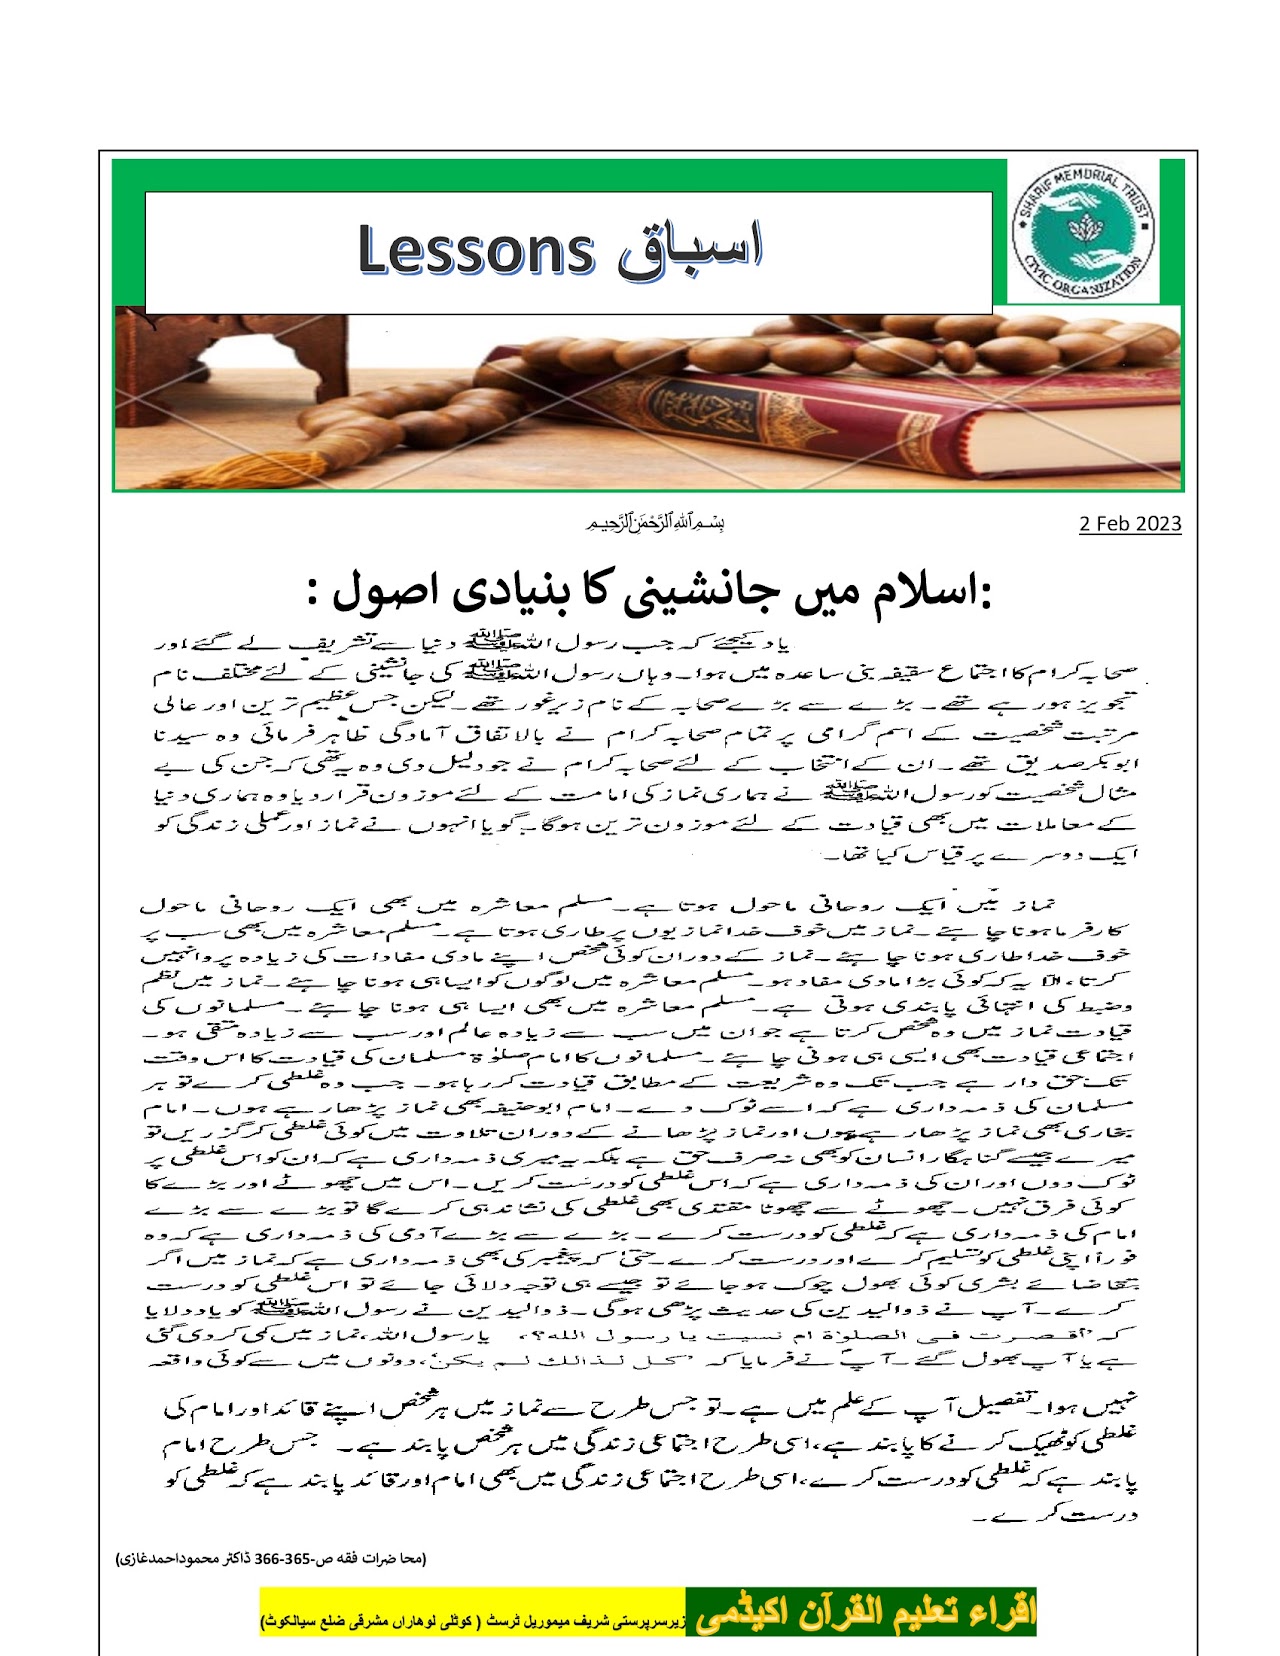 SHARIF MEMORIAL TRUST
CIVIC ORGANIZATION
Lessons اسباق
بِسْمِ اللّٰهِ الرَّحْمٰنِ الرَّحِيْمِ
2 Feb 2023
:اسلام میں جانشینی کا بنیادی اصول :
یاد کیجئے کہ جب رسول اللہ ﷺ دنیا سے تشریف لے گئے اور
صحابہ کرام کا اجتماع سقیفہ بنی ساعدہ میں ہوا۔ وہاں رسول اللہ ﷺ کی جانشینی کے لئے مختلف نام
تجویز ہو رہے تھے۔ بڑے سے بڑے صحابہ کے نام زیر غور تھے۔ لیکن جس عظیم ترین اور عالی
مرتبت شخصیت کے اسم گرامی پر تمام صحابہ کرام نے بالاتفاق آمادگی ظاہر فرمائی وہ سیدنا
ابوبکر صدیق تھے۔ ان کے انتخاب کے لئے صحابہ کرام نے جو دلیل دی وہ یہ تھی کہ جن کی بے
مثال شخصیت کو رسول اللہ ﷺ نے ہماری نماز کی امامت کے لئے موزون قرار دیا وہ ہماری دنیا
کے معاملات میں بھی قیادت کے لئے موزون ترین ہوگا۔ گویا انہوں نے نماز اور عملی زندگی کو
ایک دوسرے پر قیاس کیا تھا۔
نماز میں ایک روحانی ماحول ہوتا ہے۔ مسلم معاشرہ میں بھی ایک روحانی ماحول
کارفرما ہونا چاہئے۔ نماز میں خوف خدا نمازیوں پر طاری ہوتا ہے۔ مسلم معاشرہ میں بھی سب پر
خوف خدا طاری ہونا چاہئے۔ نماز کے دوران کوئی شخص اپنے مادی مفادات کی زیادہ پروا نہیں
کرتا، الا یہ کہ کوئی بڑا مادی مفاد ہو۔ مسلم معاشرہ میں لوگوں کو ایسا ہی ہونا چاہئے۔ نماز میں نظم
وضبط کی انتہائی پابندی ہوتی ہے۔ مسلم معاشرہ میں بھی ایسا ہی ہونا چاہئے۔ مسلمانوں کی
قیادت نماز میں وہ شخص کرتا ہے جو ان میں سب سے زیادہ عالم اور سب سے زیادہ متقی ہو۔
اجتماعی قیادت بھی ایسی ہی ہونی چاہئے۔ مسلمانوں کا امام صلوٰۃ مسلمان کی قیادت کا اس وقت
تک حق دار ہے جب تک وہ شریعت کے مطابق قیادت کر رہا ہو۔ جب وہ غلطی کرے تو ہر
مسلمان کی ذمہ داری ہے کہ اسے ٹوک دے۔ امام ابوحنیفہ بھی نماز پڑھا رہے ہوں۔ امام
بخاری بھی نماز پڑھا رہے ہوں اور نماز پڑھانے کے دوران تلاوت میں کوئی غلطی کر گزریں تو
میرے جیسے گناہگار انسان کو بھی نہ صرف حق ہے بلکہ یہ میری ذمہ داری ہے کہ ان کو اس غلطی پر
ٹوک دوں اور ان کی ذمہ داری ہے کہ اس غلطی کو درست کریں۔ اس میں چھوٹے اور بڑے کا
کوئی فرق نہیں۔ چھوٹے سے چھوٹا مقتدی بھی غلطی کی نشاندہی کرے گا تو بڑے سے بڑے
امام کی ذمہ داری ہے کہ غلطی کو درست کرے۔ بڑے سے بڑے آدمی کی ذمہ داری ہے کہ وہ
فوراً اپنی غلطی کو تسلیم کرے اور درست کرے۔ حتیٰ کہ پیغمبر کی بھی ذمہ داری ہے کہ نماز میں اگر
بتقاضائے بشری کوئی بھول چوک ہو جائے تو جیسے ہی توجہ دلائی جائے تو اس غلطی کو درست
کرے۔ آپ نے ذوالیدین کی حدیث پڑھی ہوگی۔ ذوالیدین نے رسول اللہ ﷺ کو یاد دلایا
کہ 'اقصرت فی الصلوٰۃ ام نسیت یا رسول الله؟'، یا رسول اللہ، نماز میں کمی کر دی گئی
ہے یا آپ بھول گئے۔ آپ نے فرمایا کہ 'کل لذالك لم یکن'، دونوں میں سے کوئی واقعہ
نہیں ہوا۔ تفصیل آپ کے علم میں ہے۔ تو جس طرح سے نماز میں ہر شخص اپنے قائد اور امام کی
غلطی کو ٹھیک کرنے کا پابند ہے، اسی طرح اجتماعی زندگی میں ہر شخص پابند ہے۔ جس طرح امام
پابند ہے کہ غلطی کو درست کرے، اسی طرح اجتماعی زندگی میں بھی امام اور قائد پابند ہے کہ غلطی کو
درست کرے۔
(محاضرات فقہ ص-365-366 ڈاکٹر محموداحمدغازی)
اقراء تعلیم القرآن اکیڈمی زیرسرپرستی شریف میموریل ٹرسٹ ( کوٹلی لوہاراں مشرقی ضلع سیالکوٹ)